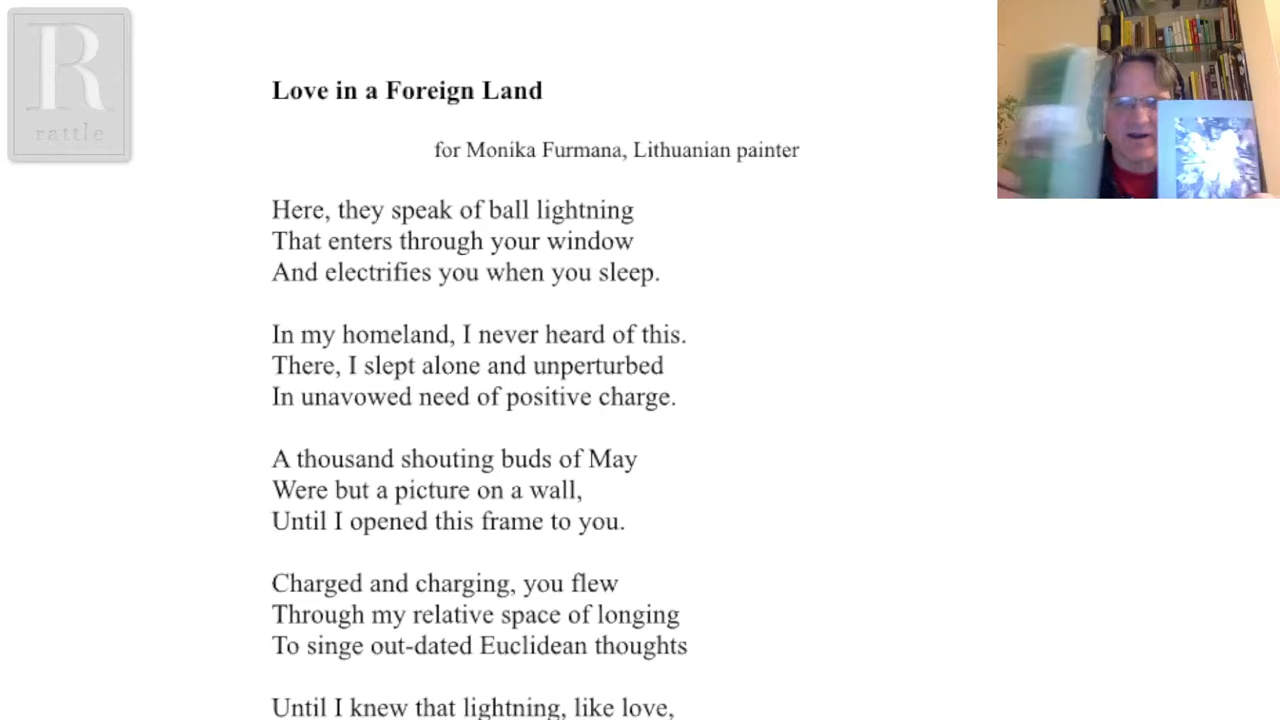 R
rattle
Love in a Foreign Land
for Monika Furmana, Lithuanian painter
Here, they speak of ball lightning
That enters through your window
And electrifies you when you sleep.
In my homeland, I never heard of this.
There, I slept alone and unperturbed
In unavowed need of positive charge.
A thousand shouting buds of May
Were but a picture on a wall,
Until I opened this frame to you.
Charged and charging, you flew
Through my relative space of longing
To singe out-dated Euclidean thoughts
Until I knew that lightning, like love,